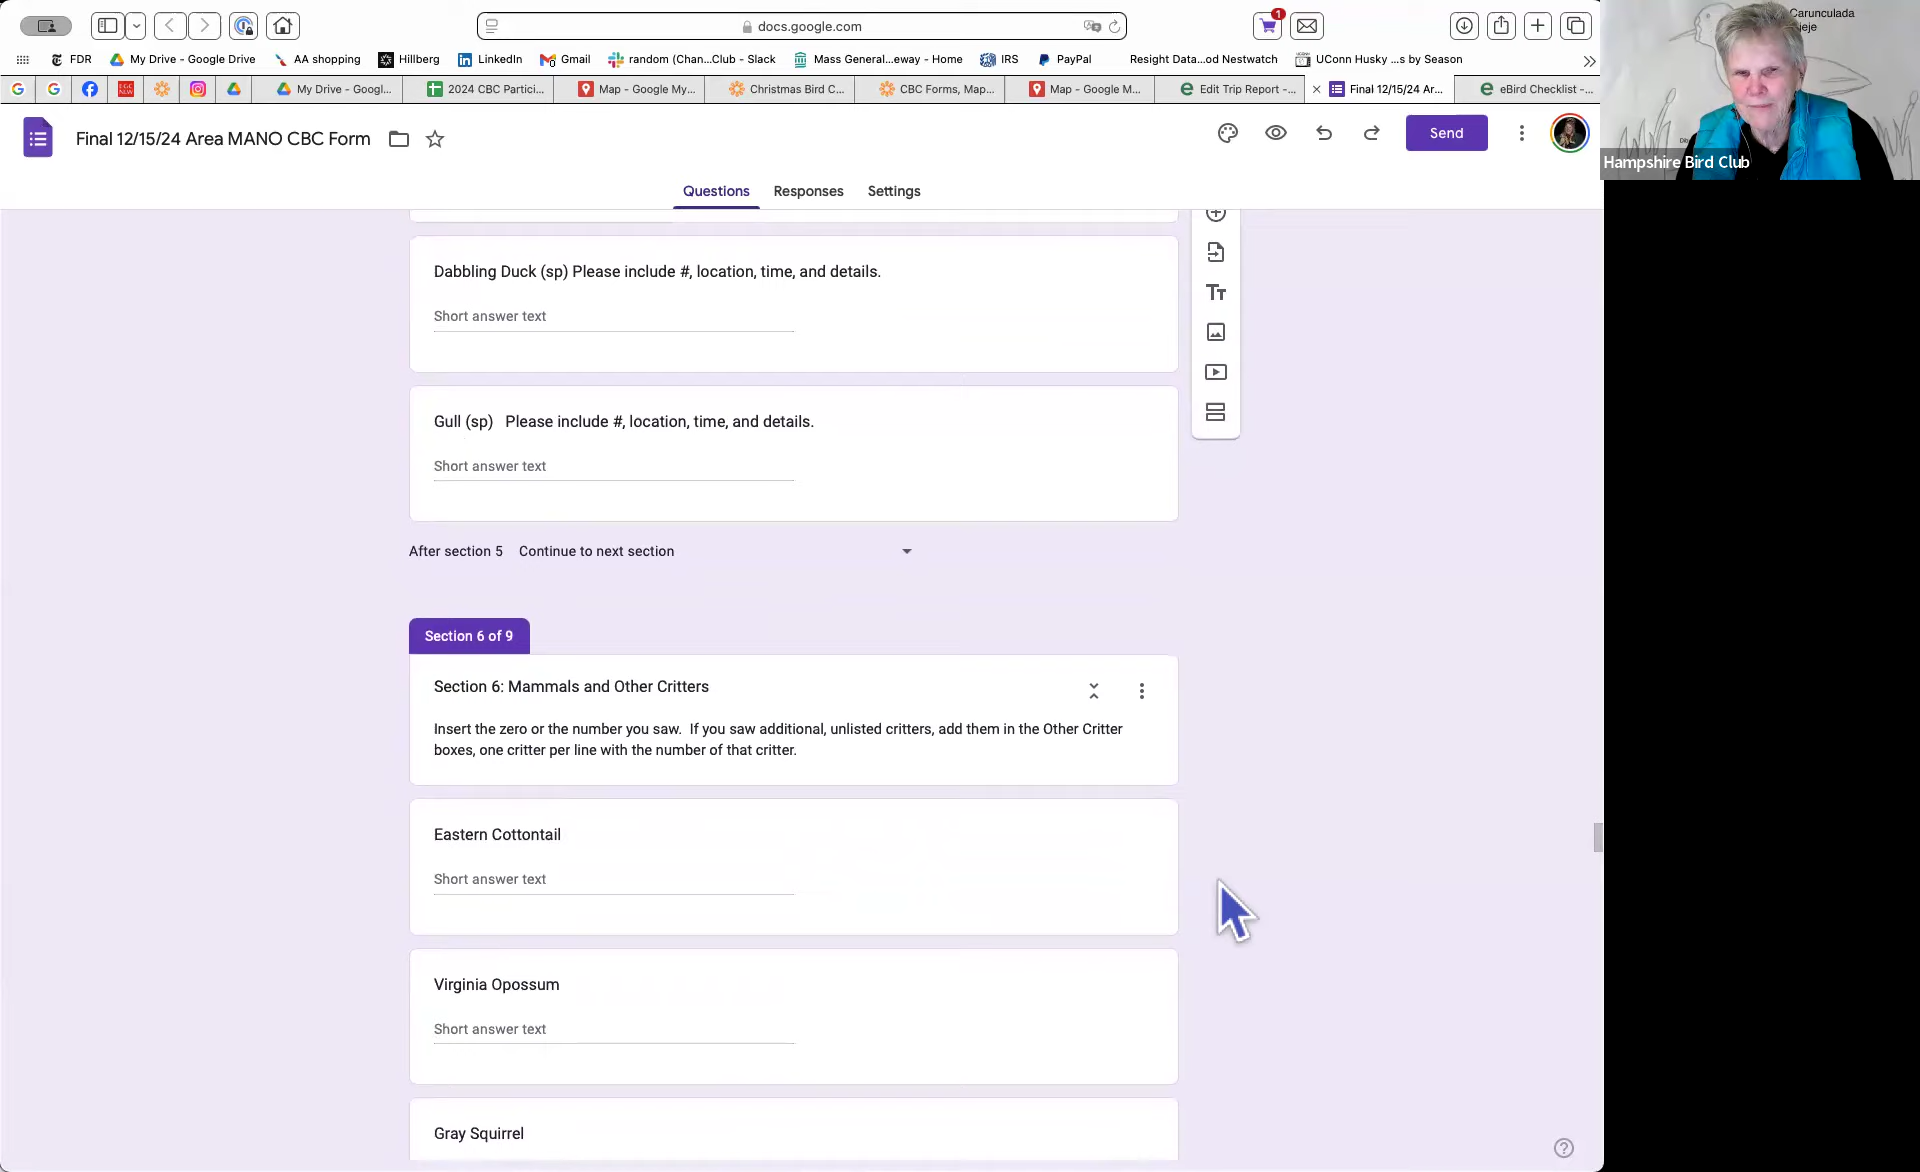 docs.google.com
1
FDR
My Drive - Google Drive
AA shopping
Hillberg
LinkedIn
Gmail
random (Chan...Club - Slack
Mass General...eway - Home
IRS
PayPal
Resight Data...od Nestwatch
UConn Husky ...s by Season
My Drive - Googl...
2024 CBC Partici...
Map - Google My...
Christmas Bird C...
CBC Forms, Map...
Map - Google M...
Edit Trip Report -...
Final 12/15/24 Ar...
eBird Checklist -...
Carunculada
Hampshire Bird Club
Final 12/15/24 Area MANO CBC Form
Send
Questions
Responses
Settings
Dabbling Duck (sp) Please include #, location, time, and details.
Short answer text
Gull (sp)   Please include #, location, time, and details.
Short answer text
After section 5   Continue to next section
Section 6 of 9
Section 6: Mammals and Other Critters
Insert the zero or the number you saw.  If you saw additional, unlisted critters, add them in the Other Critter
boxes, one critter per line with the number of that critter.
Eastern Cottontail
Short answer text
Virginia Opossum
Short answer text
Gray Squirrel